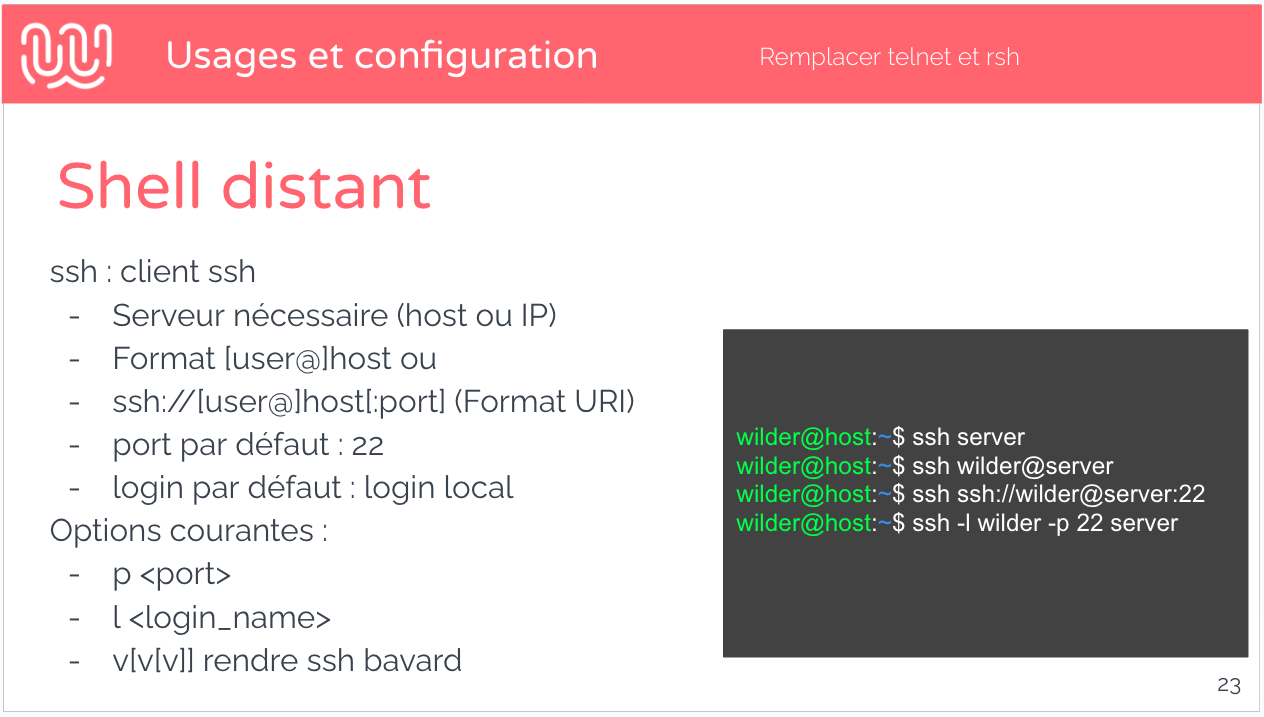 Usages et configuration
Remplacer telnet et rsh
Shell distant
ssh : client ssh
- Serveur nécessaire (host ou IP)
- Format [user@]host ou
- ssh://[user@]host[:port] (Format URI)
- port par défaut : 22
- login par défaut : login local
Options courantes :
- p <port>
- l <login_name>
- v[v[v]] rendre ssh bavard
wilder@host:~$ ssh server
wilder@host:~$ ssh wilder@server
wilder@host:~$ ssh ssh://wilder@server:22
wilder@host:~$ ssh -l wilder -p 22 server
23